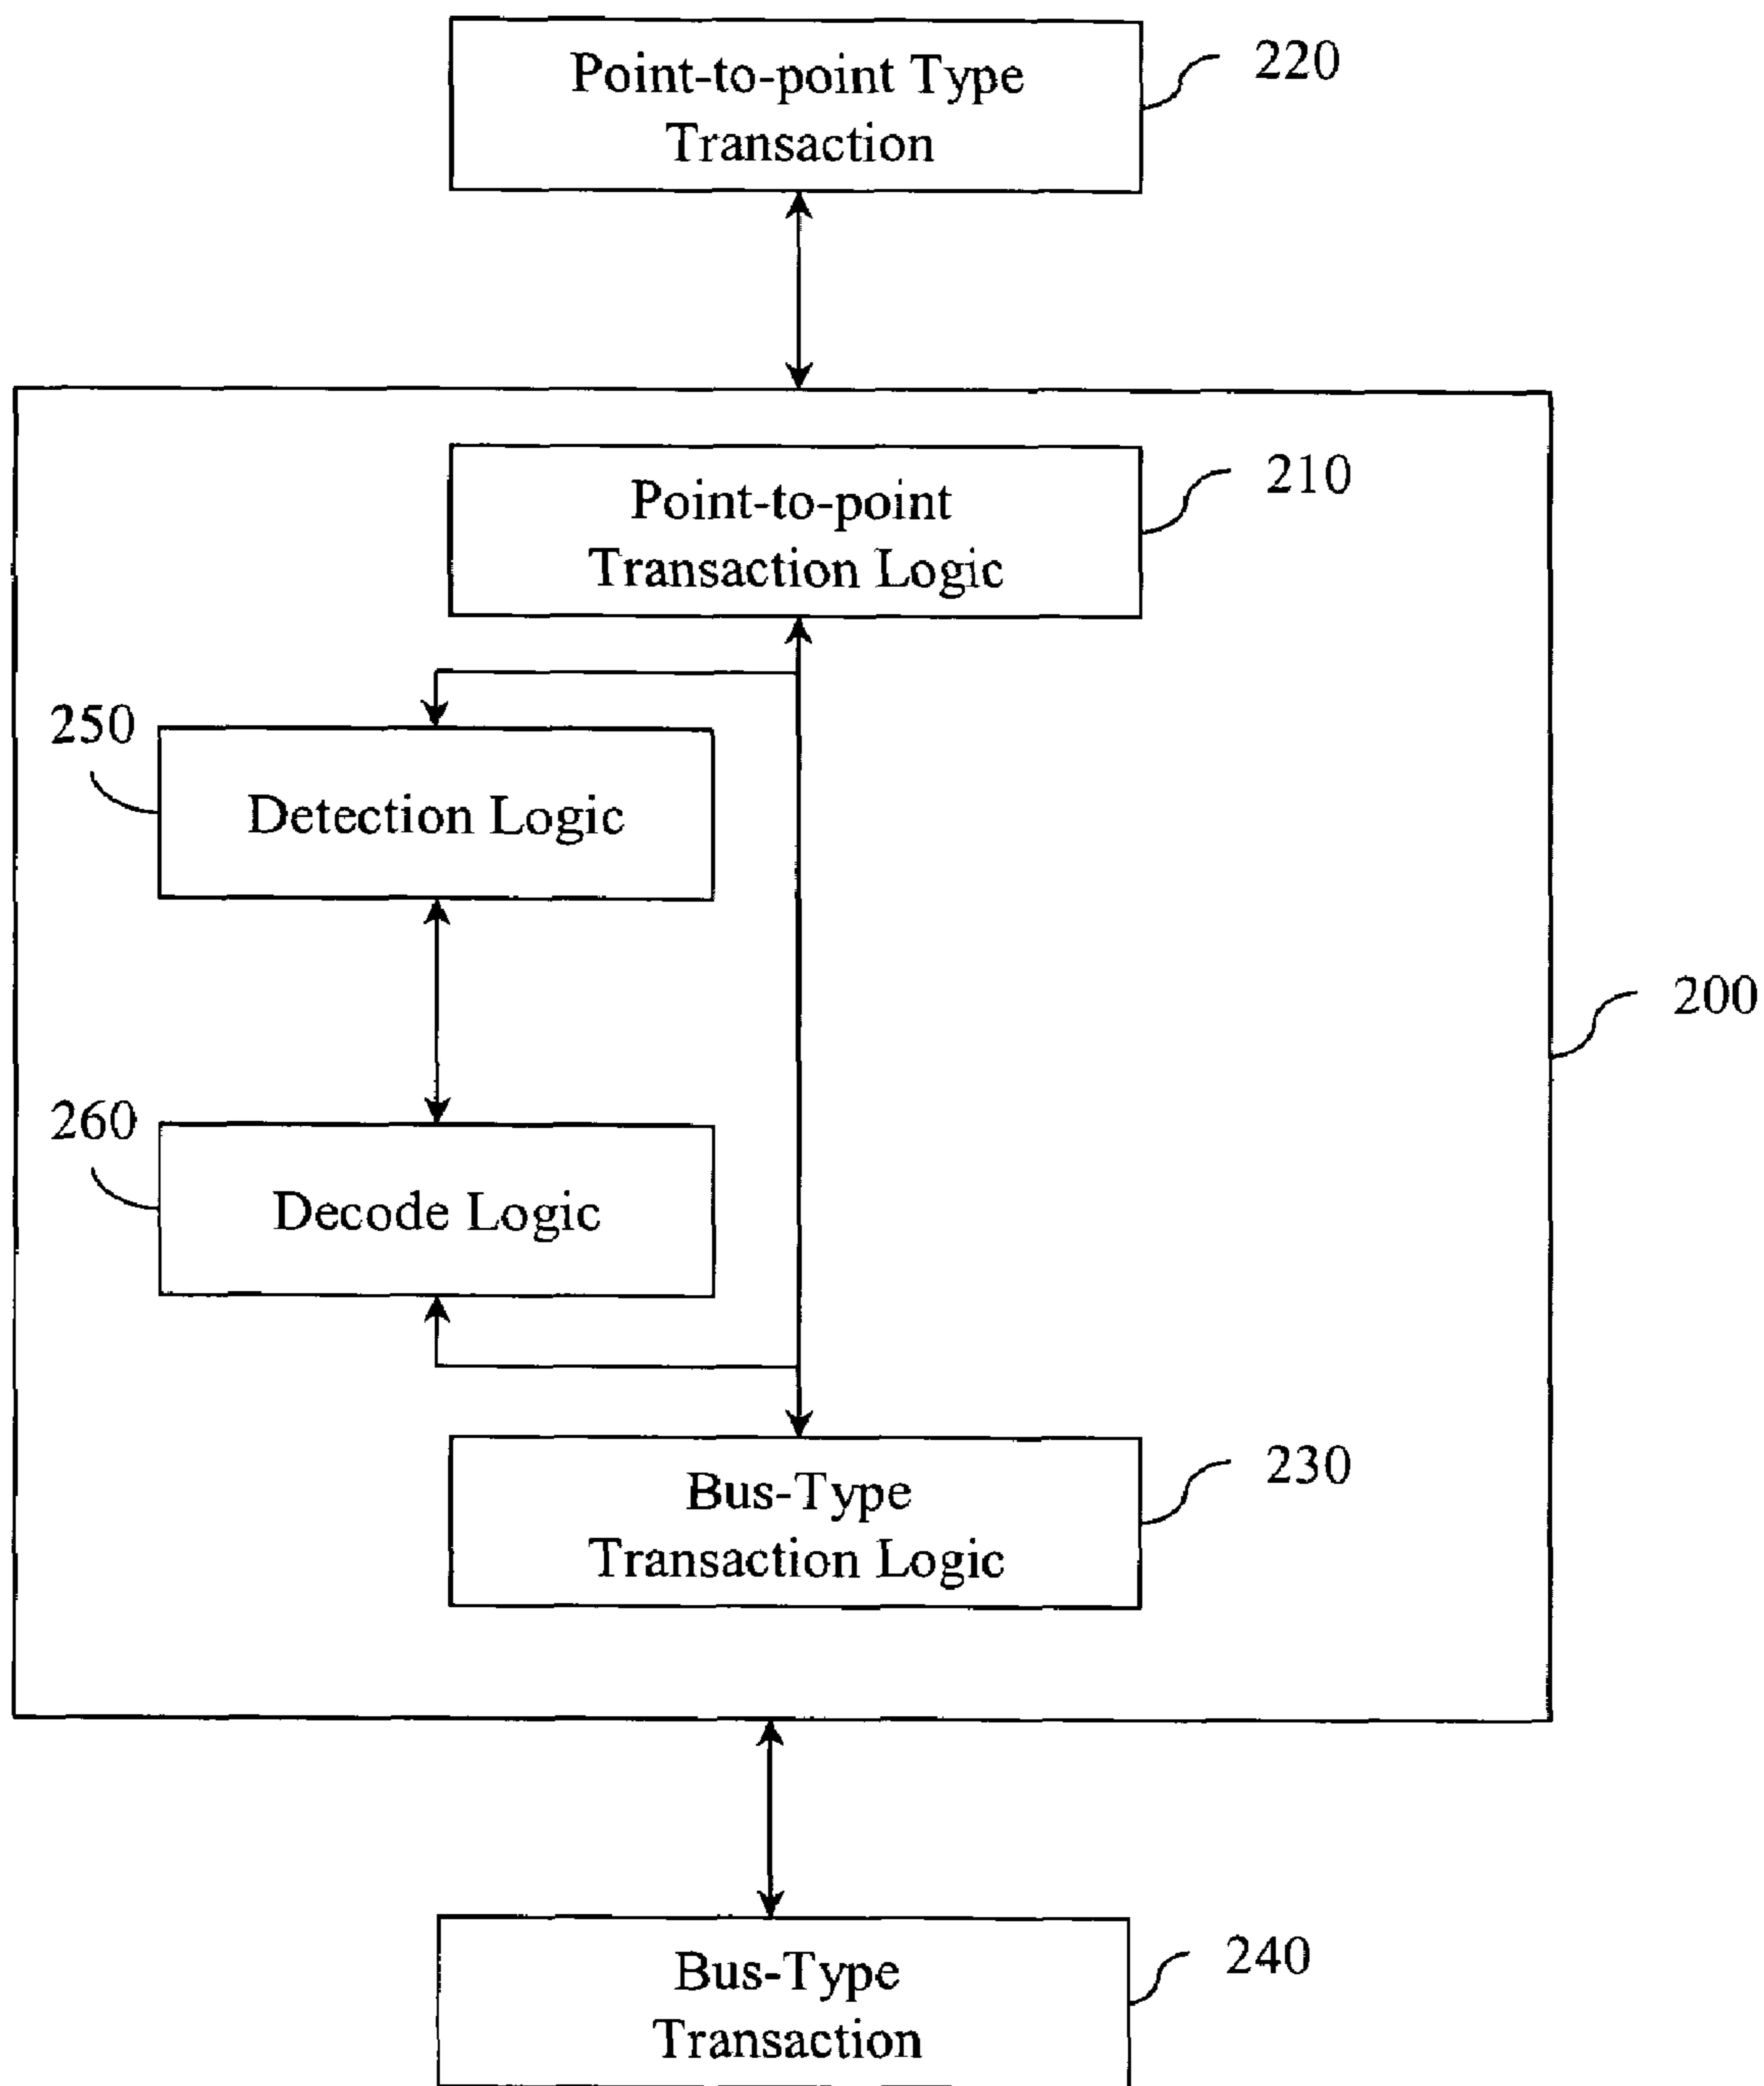 Point-to-point Type
Transaction
220
Point-to-point
Transaction Logic
210
250
Detection Logic
200
260
Decode Logic
Bus-Type
Transaction Logic
230
Bus-Type
Transaction
240